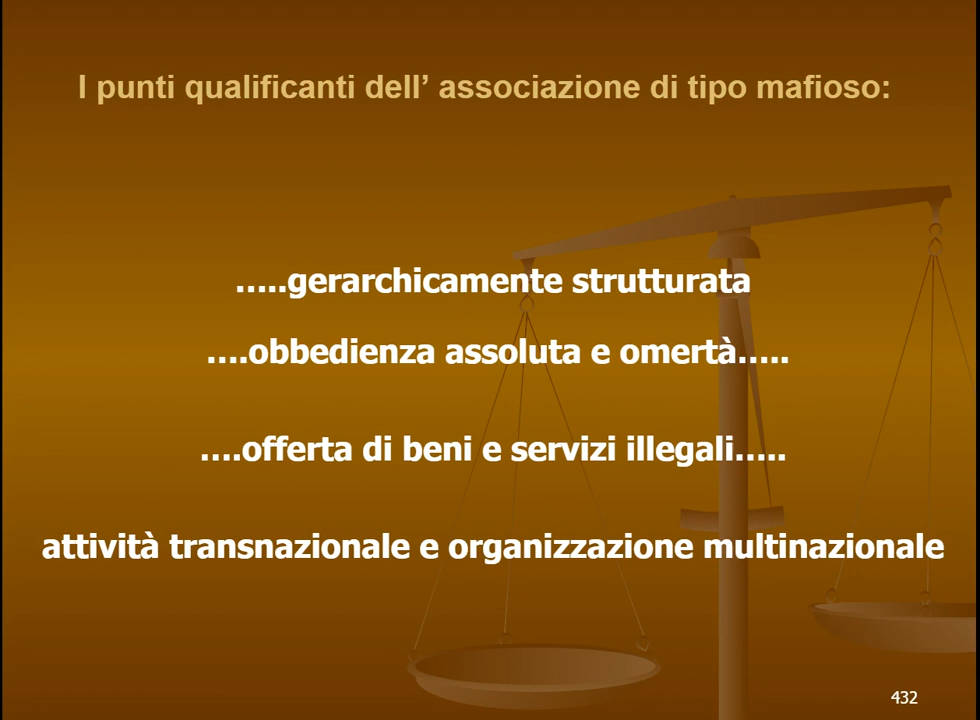 I punti qualificanti dell’ associazione di tipo mafioso:
…..gerarchicamente strutturata
….obbedienza assoluta e omertà…..
….offerta di beni e servizi illegali…..
attività transnazionale e organizzazione multinazionale
432